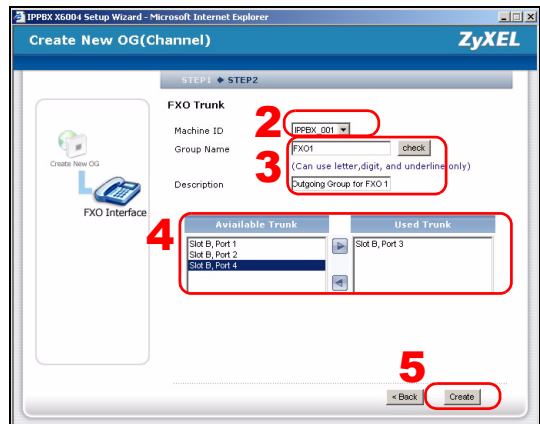 IPPBX X6004 Setup Wizard - Microsoft Internet Explorer
Create New OG(Channel)
ZyXEL
STEP1 STEP2
FXO Trunk
Machine ID
2
IPPBX_001
Group Name
3
FXO1
check
(Can use letter,digit, and underline only)
Description
Outgoing Group for FXO 1
Create New OG
FXO Interface
4
Aviailable Trunk
Used Trunk
Slot B, Port 1
Slot B, Port 2
Slot B, Port 4
Slot B, Port 3
5
< Back
Create